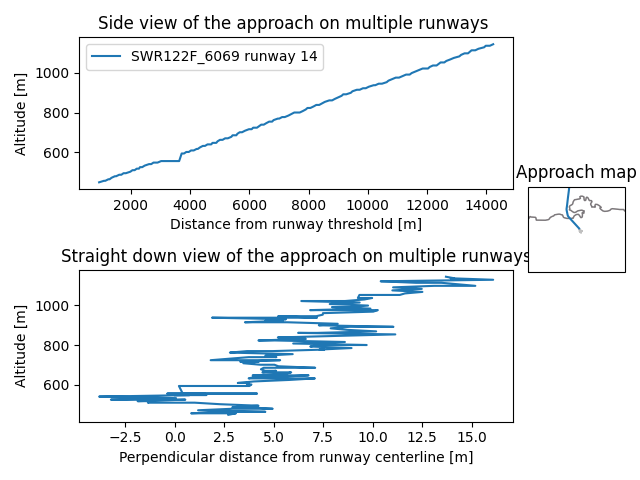 Side view of the approach on multiple runways
SWR122F_6069 runway 14
Altitude [m]
1000
800
600
2000 4000 6000 8000 10000 12000 14000
Distance from runway threshold [m]
Approach map
Straight down view of the approach on multiple runways
Altitude [m]
1000
800
600
−2.5 0.0 2.5 5.0 7.5 10.0 12.5 15.0
Perpendicular distance from runway centerline [m]